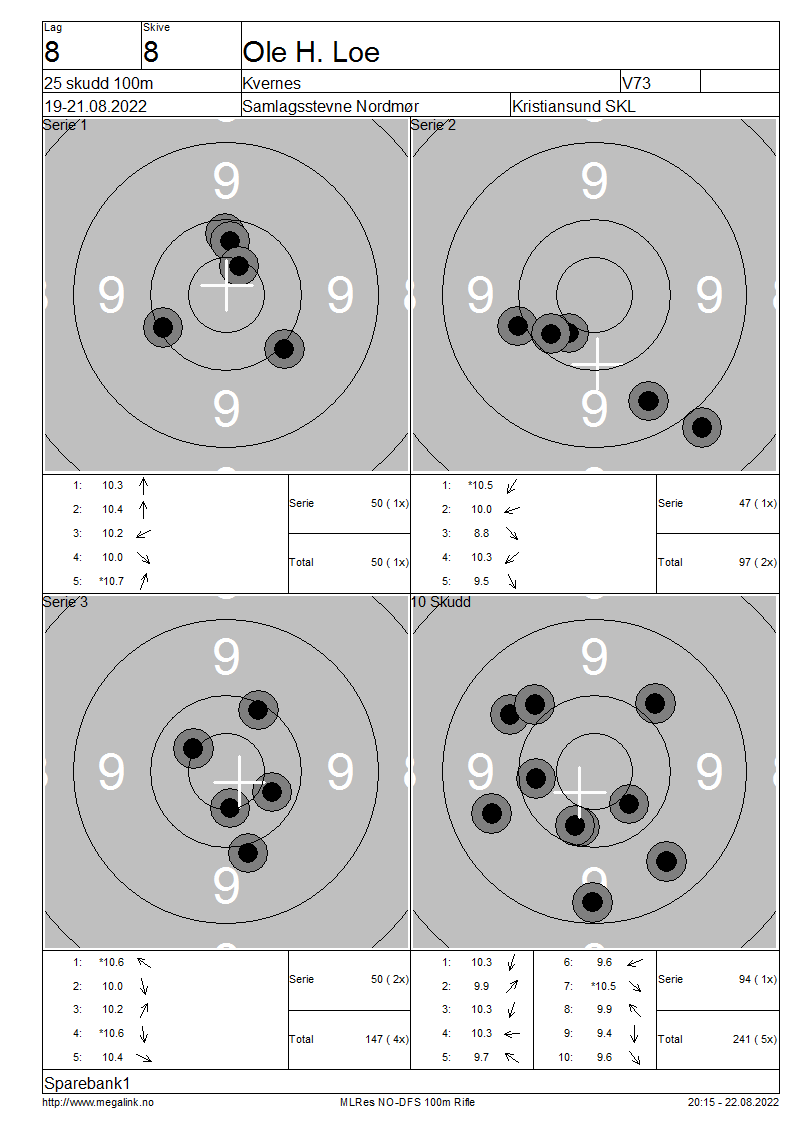 Lag Skive
8 8 Ole H. Loe
25 skudd 100m Kvernes V73
19-21.08.2022 Samlagsstevne Nordmør Kristiansund SKL
Serie 1 Serie 2
9 9
8 9 9 8 9 9 8
9 9
1: 10.3 1: *10.5
2: 10.4 Serie 50 ( 1x) 2: 10.0 Serie 47 ( 1x)
3: 10.2 3: 8.8
4: 10.0 Total 50 ( 1x) 4: 10.3 Total 97 ( 2x)
5: *10.7 5: 9.5
Serie 3 10 Skudd
9 9
8 9 9 8 9 9 8
9 9
1: *10.6 1: 10.3 6: 9.6
2: 10.0 Serie 50 ( 2x) 2: 9.9 7: *10.5 Serie 94 ( 1x)
3: 10.2 3: 10.3 8: 9.9
4: *10.6 Total 147 ( 4x) 4: 10.3 9: 9.4 Total 241 ( 5x)
5: 10.4 5: 9.7 10: 9.6
Sparebank1
http://www.megalink.no MLRes NO-DFS 100m Rifle 20:15 - 22.08.2022